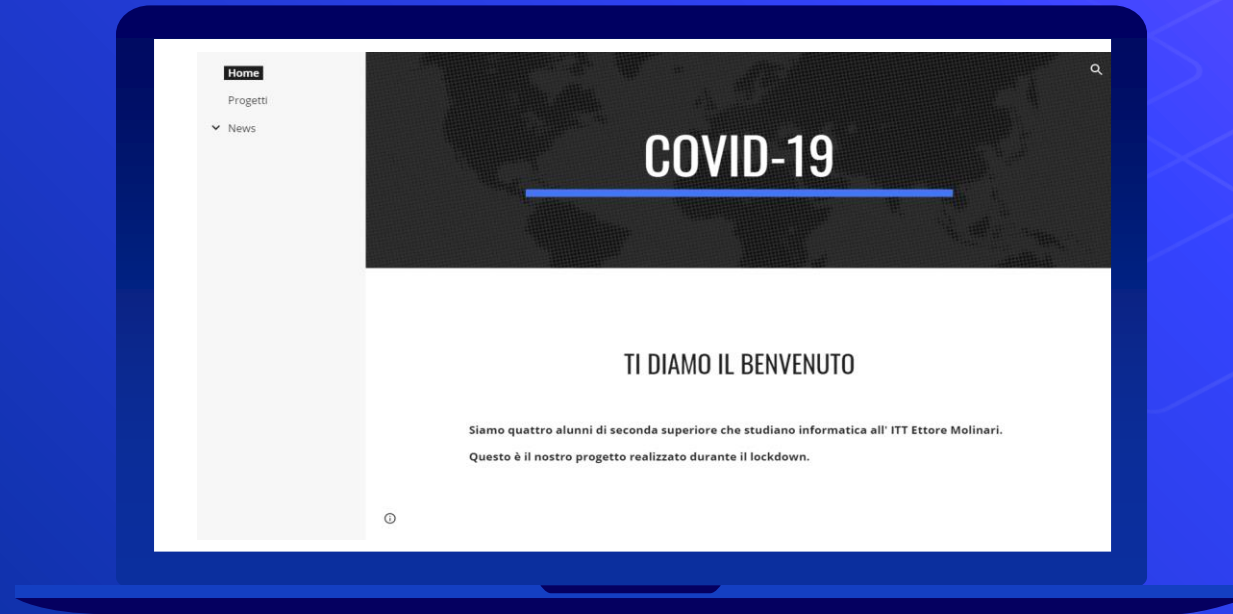 Home
Progetti
News
COVID-19
TI DIAMO IL BENVENUTO
Siamo quattro alunni di seconda superiore che studiano informatica all' ITT Ettore Molinari.
Questo è il nostro progetto realizzato durante il lockdown.